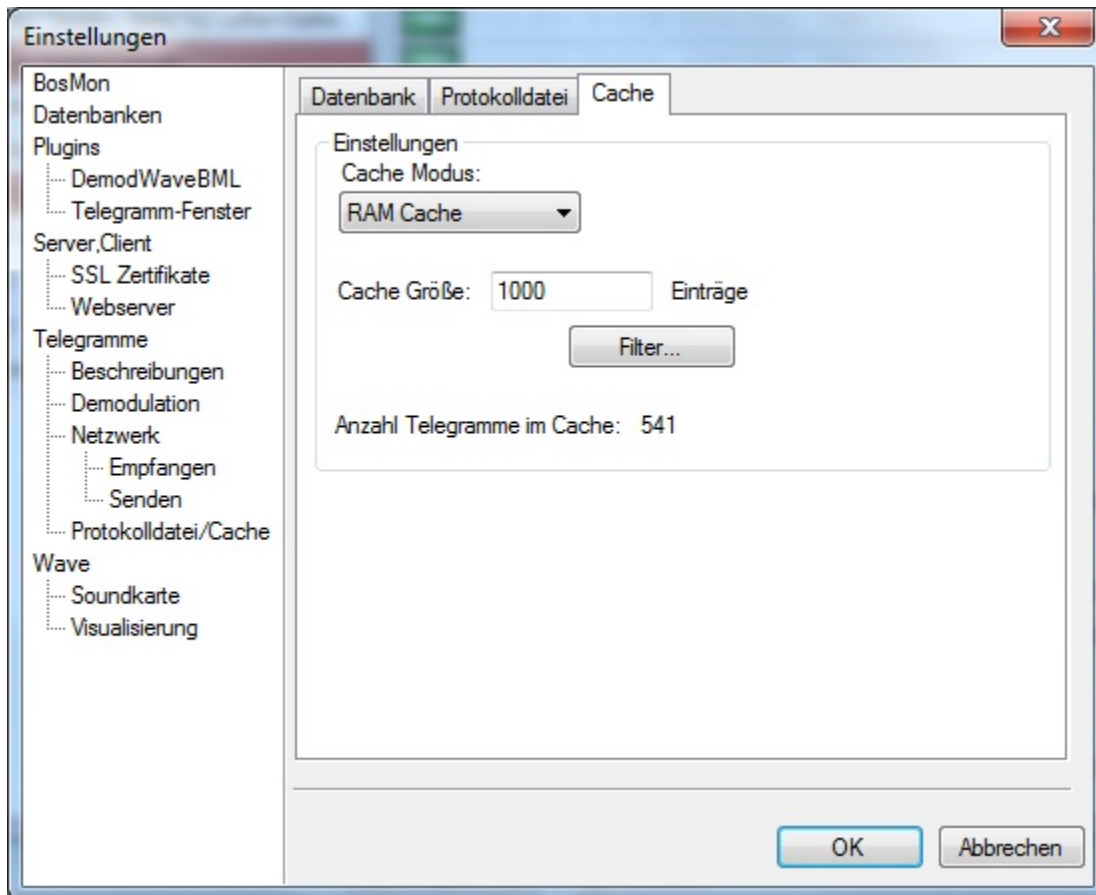 Einstellungen
BosMon
Datenbanken
Plugins
DemodWaveBML
Telegramm-Fenster
Server,Client
SSL Zertifikate
Webserver
Telegramme
Beschreibungen
Demodulation
Netzwerk
Empfangen
Senden
Protokolldatei/Cache
Wave
Soundkarte
Visualisierung
Datenbank Protokolldatei Cache
Einstellungen
Cache Modus:
RAM Cache
Cache Größe: 1000 Einträge
Filter...
Anzahl Telegramme im Cache: 541
OK Abbrechen